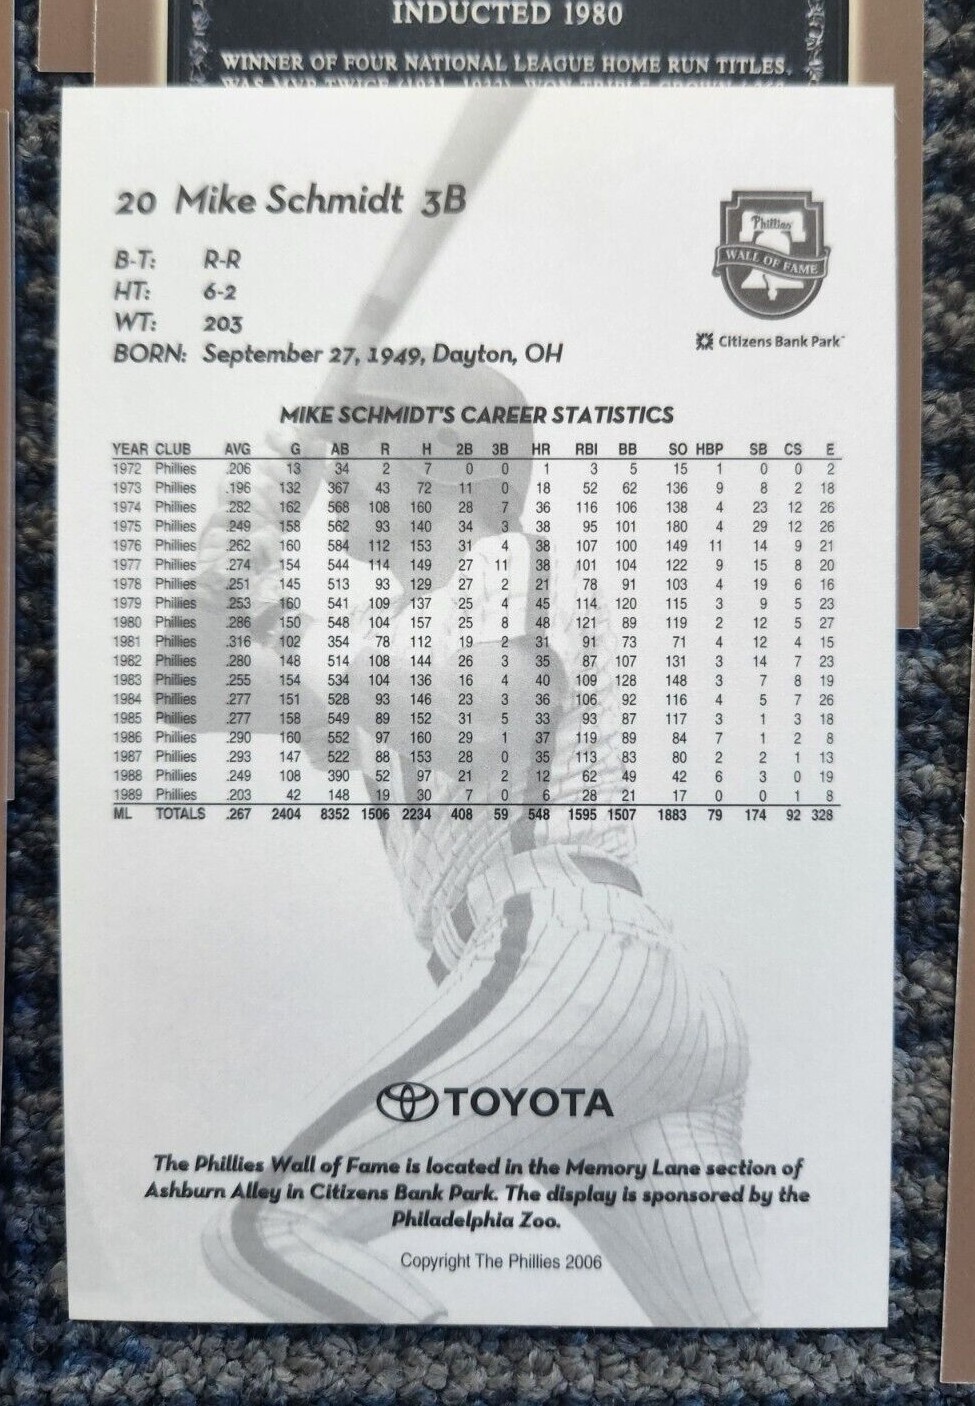 INDUCTED 1980
WINNER OF FOUR NATIONAL LEAGUE HOME RUN TITLES.
WAS MVP TWICE (1931, 1932). WON TRIPLE CROWN
20 Mike Schmidt 3B
B-T: R-R
HT: 6-2
WT: 203
BORN: September 27, 1949, Dayton, OH
Phillies
WALL OF FAME
Citizens Bank Park
MIKE SCHMIDT'S CAREER STATISTICS
YEAR CLUB AVG G AB R H 2B 3B HR RBI BB SO HBP SB CS E
1972 Phillies .206 13 34 2 7 0 0 1 3 5 15 1 0 0 2
1973 Phillies .196 132 367 43 72 11 0 18 52 62 136 9 8 2 18
1974 Phillies .282 162 568 108 160 28 7 36 116 106 138 4 23 12 26
1975 Phillies .249 158 562 93 140 34 3 38 95 101 180 4 29 12 26
1976 Phillies .262 160 584 112 153 31 4 38 107 100 149 11 14 9 21
1977 Phillies .274 154 544 114 149 27 11 38 101 104 122 9 15 8 20
1978 Phillies .251 145 513 93 129 27 2 21 78 91 103 4 19 6 16
1979 Phillies .253 160 541 109 137 25 4 45 114 120 115 3 9 5 23
1980 Phillies .286 150 548 104 157 25 8 48 121 89 119 2 12 5 27
1981 Phillies .316 102 354 78 112 19 2 31 91 73 71 4 12 4 15
1982 Phillies .280 148 514 108 144 26 3 35 87 107 131 3 14 7 23
1983 Phillies .255 154 534 104 136 16 4 40 109 128 148 3 7 8 19
1984 Phillies .277 151 528 93 146 23 3 36 106 92 116 4 5 7 26
1985 Phillies .277 158 549 89 152 31 5 33 93 87 117 3 1 3 18
1986 Phillies .290 160 552 97 160 29 1 37 119 89 84 7 1 2 8
1987 Phillies .293 147 522 88 153 28 0 35 113 83 80 2 2 1 13
1988 Phillies .249 108 390 52 97 21 2 12 62 49 42 6 3 0 19
1989 Phillies .203 42 148 19 30 7 0 6 28 21 17 0 0 1 8
ML TOTALS .267 2404 8352 1506 2234 408 59 548 1595 1507 1883 79 174 92 328
TOYOTA
The Phillies Wall of Fame is located in the Memory Lane section of
Ashburn Alley in Citizens Bank Park. The display is sponsored by the
Philadelphia Zoo.
Copyright The Phillies 2006